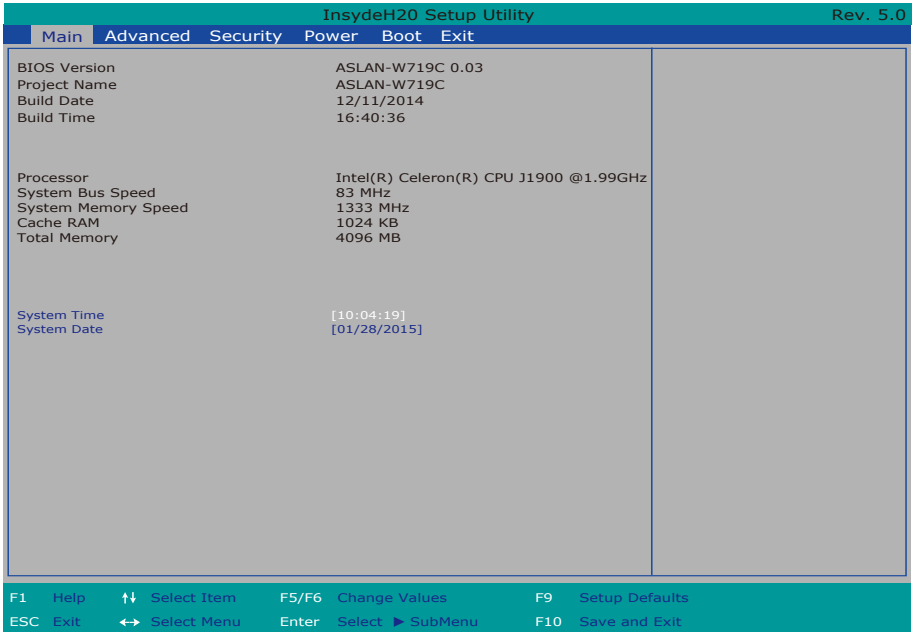 InsydeH20 Setup Utility Rev. 5.0
Main Advanced Security Power Boot Exit
BIOS Version ASLAN-W719C 0.03
Project Name ASLAN-W719C
Build Date 12/11/2014
Build Time 16:40:36
Processor Intel(R) Celeron(R) CPU J1900 @1.99GHz
System Bus Speed 83 MHz
System Memory Speed 1333 MHz
Cache RAM 1024 KB
Total Memory 4096 MB
System Time [10:04:19]
System Date [01/28/2015]
F1 Help ↑↓ Select Item F5/F6 Change Values F9 Setup Defaults
ESC Exit ↔ Select Menu Enter Select ▶ SubMenu F10 Save and Exit